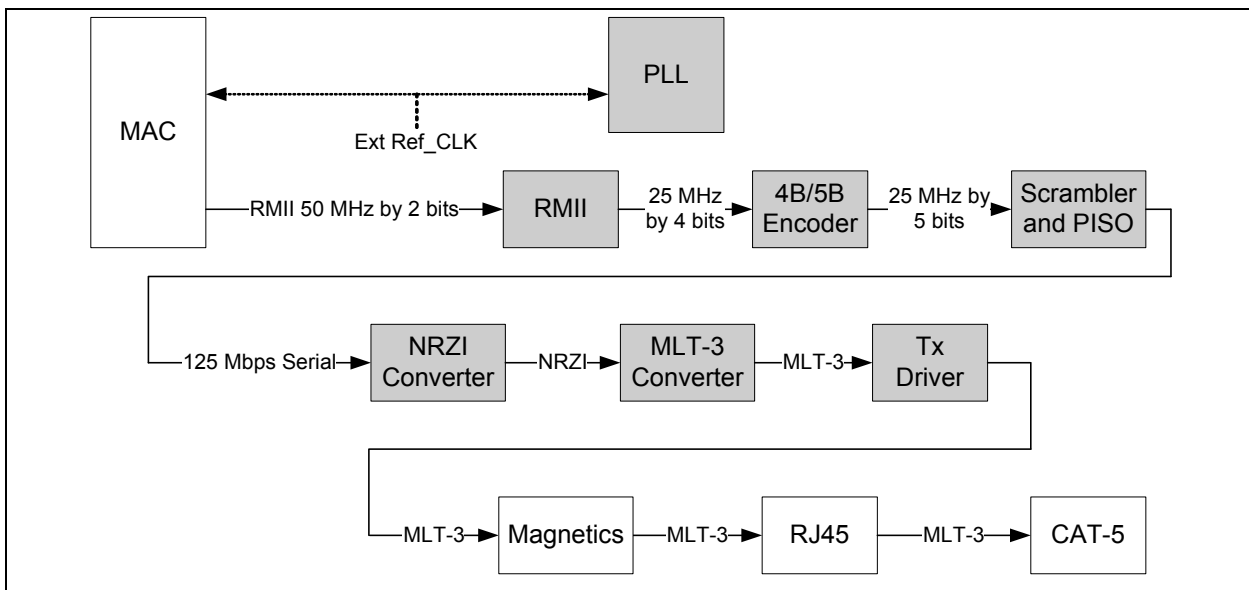 PLL
MAC
Ext Ref_CLK
RMII 50 MHz by 2 bits
RMII
25 MHz
by 4 bits
4B/5B
Encoder
25 MHz by
5 bits
Scrambler
and PISO
125 Mbps Serial
NRZI
Converter
NRZI
MLT-3
Converter
MLT-3
Tx
Driver
MLT-3
Magnetics
MLT-3
RJ45
MLT-3
CAT-5